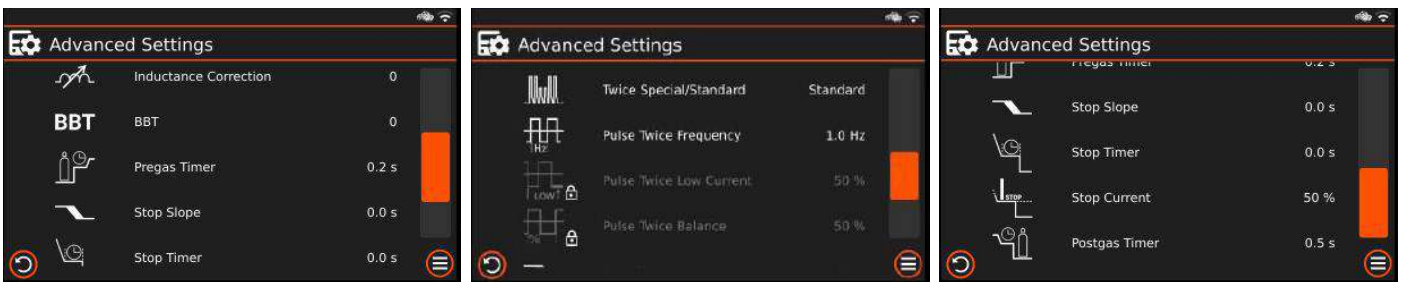 Advanced Settings
Inductance Correction 0
BBT BBT 0
Pregas Timer 0.2 s
Stop Slope 0.0 s
Stop Timer 0.0 s
Advanced Settings
Twice Special/Standard Standard
Pulse Twice Frequency 1.0 Hz
Hz
Pulse Twice Low Current 50 %
LOW
Pulse Twice Balance 50 %
%
Advanced Settings
Pregas Timer 0.2 s
Stop Slope 0.0 s
Stop Timer 0.0 s
STOP... Stop Current 50 %
Postgas Timer 0.5 s